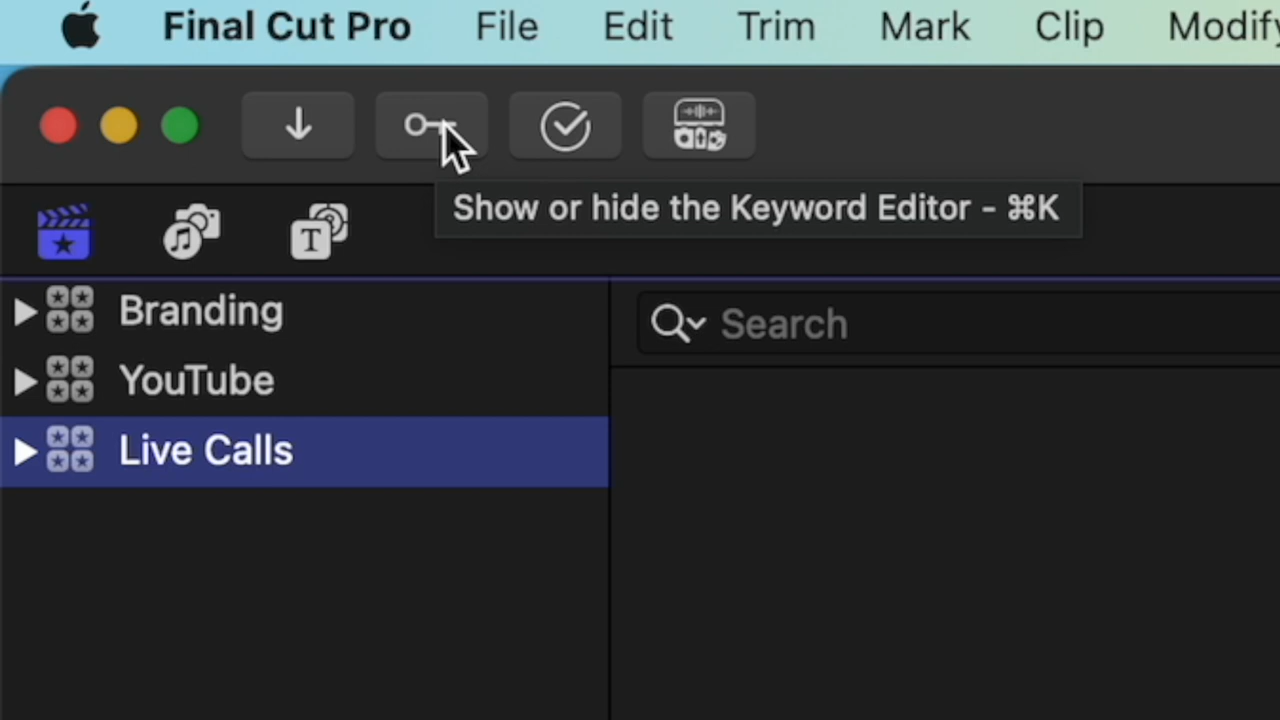 Final Cut Pro File Edit Trim Mark Clip Modify
Show or hide the Keyword Editor - ⌘K
T
Branding
Search
YouTube
Live Calls